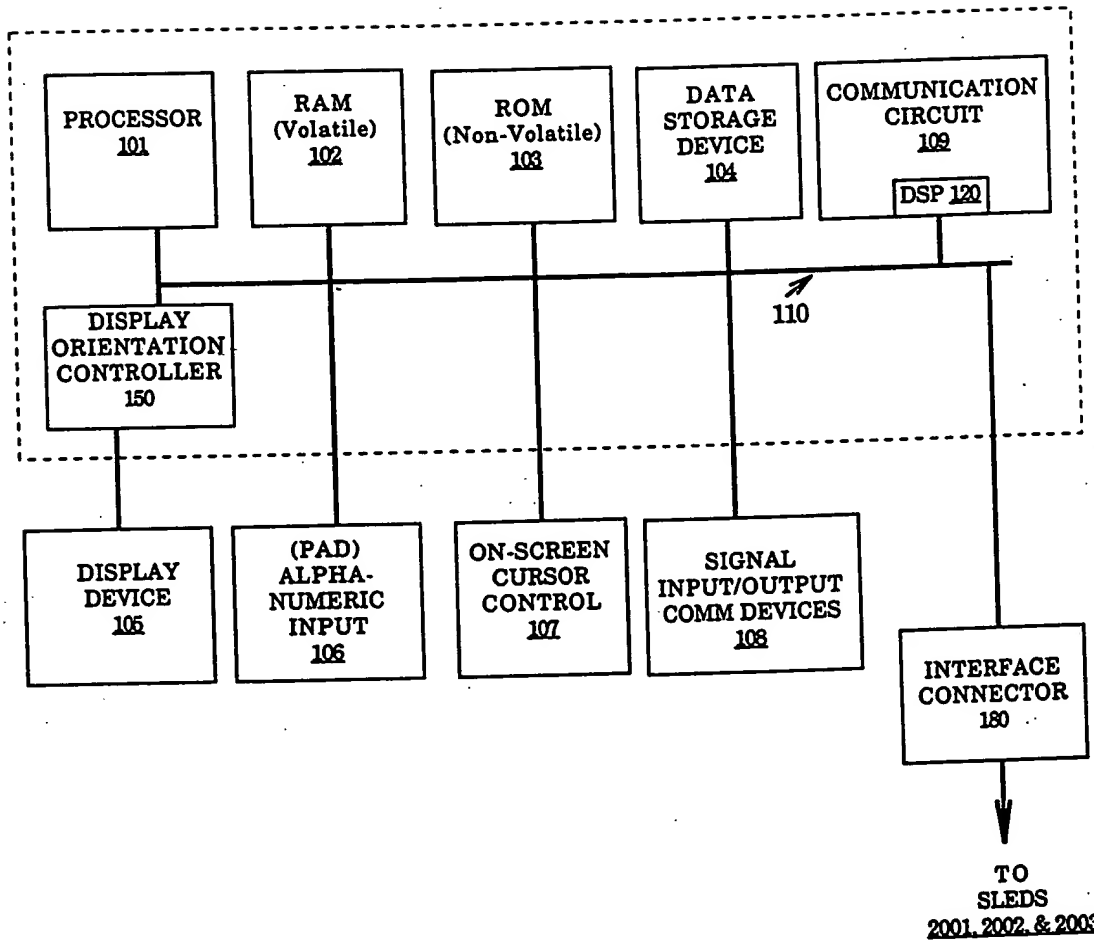 PROCESSOR
101
RAM
(Volatile)
102
ROM
(Non-Volatile)
103
DATA
STORAGE
DEVICE
104
COMMUNICATION
CIRCUIT
109
DSP 120
110
DISPLAY
ORIENTATION
CONTROLLER
150
DISPLAY
DEVICE
105
(PAD)
ALPHA-
NUMERIC
INPUT
106
ON-SCREEN
CURSOR
CONTROL
107
SIGNAL
INPUT/OUTPUT
COMM DEVICES
108
INTERFACE
CONNECTOR
180
TO
SLEDS
2001, 2002, & 2003